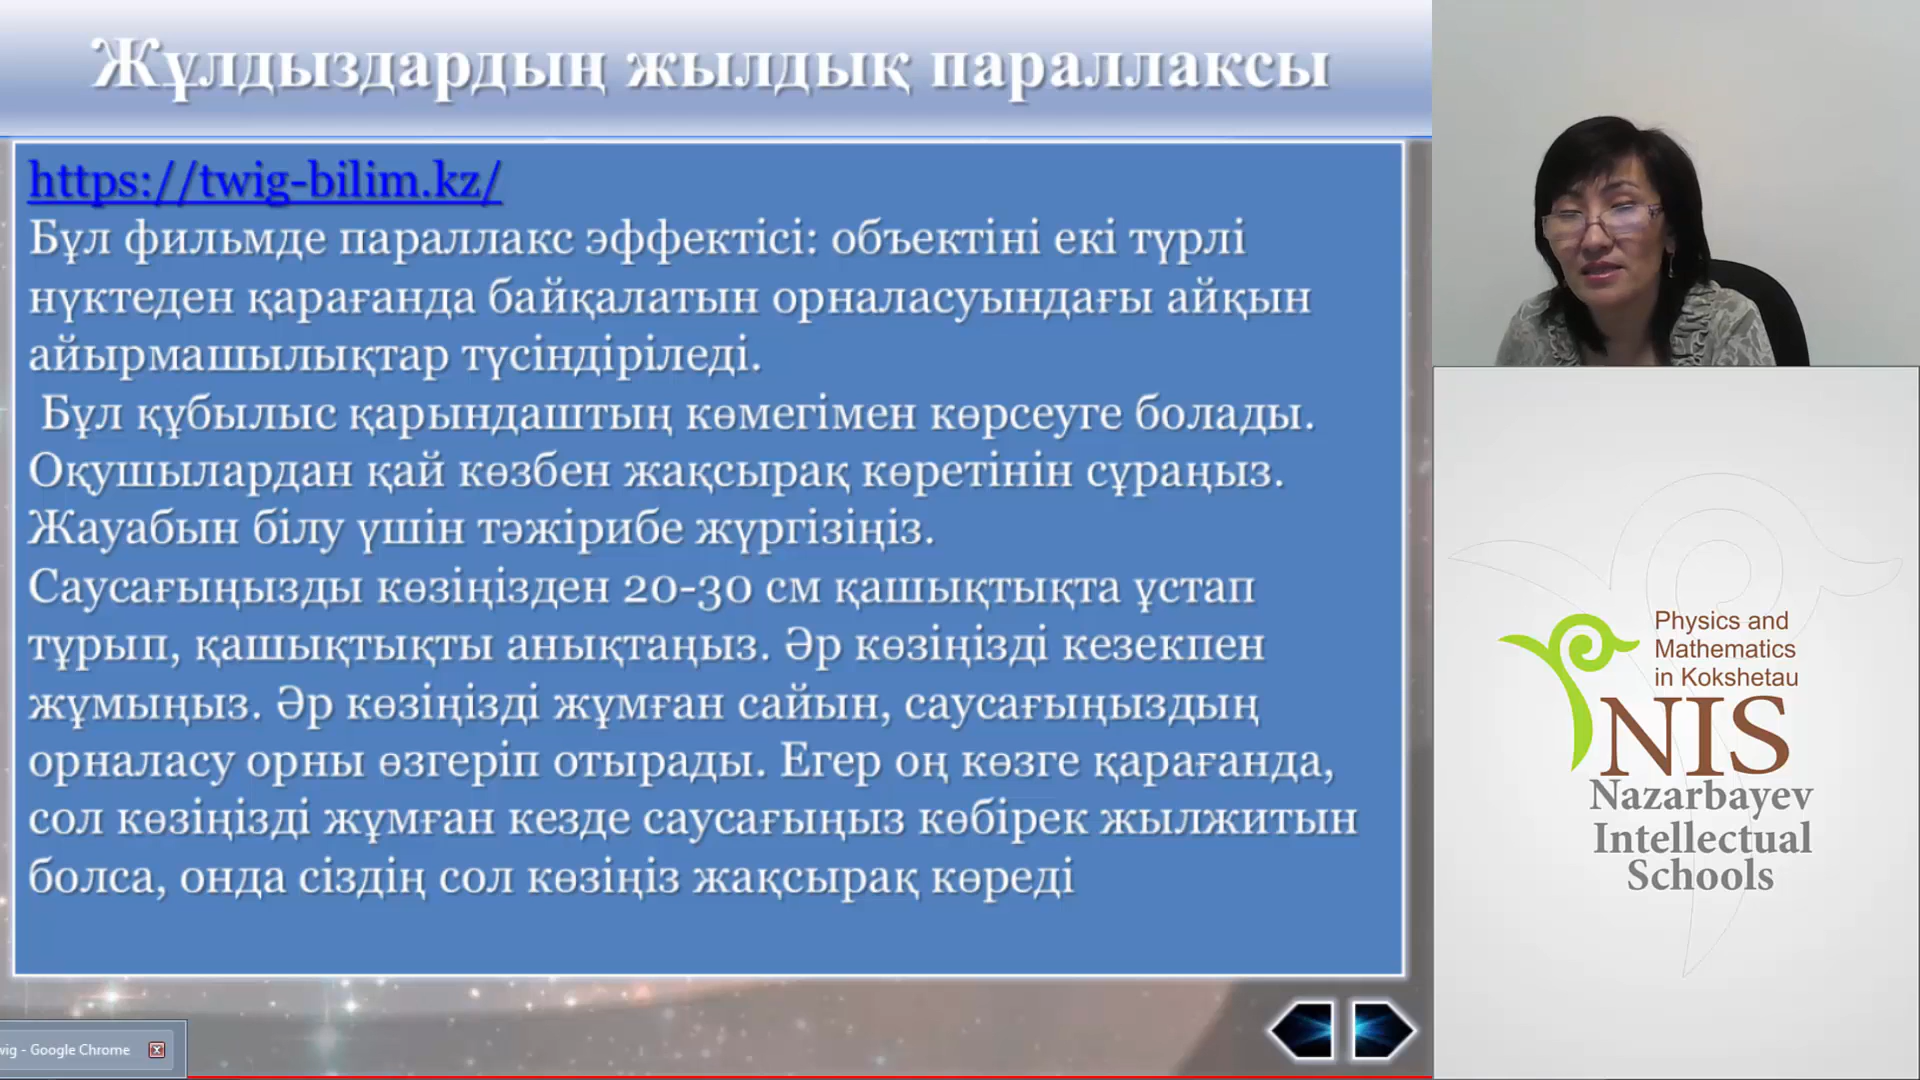 Жұлдыздардың жылдық параллаксы
https://twig-bilim.kz/
Бұл фильмде параллакс эффектісі: объектіні екі түрлі
нүктеден қарағанда байқалатын орналасуындағы айқын
айырмашылықтар түсіндіріледі.
Бұл құбылыс қарындаштың көмегімен көрсеуге болады.
Оқушылардан қай көзбен жақсырақ көретінін сұраңыз.
Жауабын білу үшін тәжірибе жүргізіңіз.
Саусағыңызды көзіңізден 20-30 см қашықтықта ұстап
тұрып, қашықтықты анықтаңыз. Әр көзіңізді кезекпен
жұмыңыз. Әр көзіңізді жұмған сайын, саусағыңыздың
орналасу орны өзгеріп отырады. Егер оң көзге қарағанда,
сол көзіңізді жұмған кезде саусағыңыз көбірек жылжитын
болса, онда сіздің сол көзіңіз жақсырақ көреді
Physics and
Mathematics
in Kokshetau
NIS
Nazarbayev
Intellectual
Schools
wig - Google Chrome